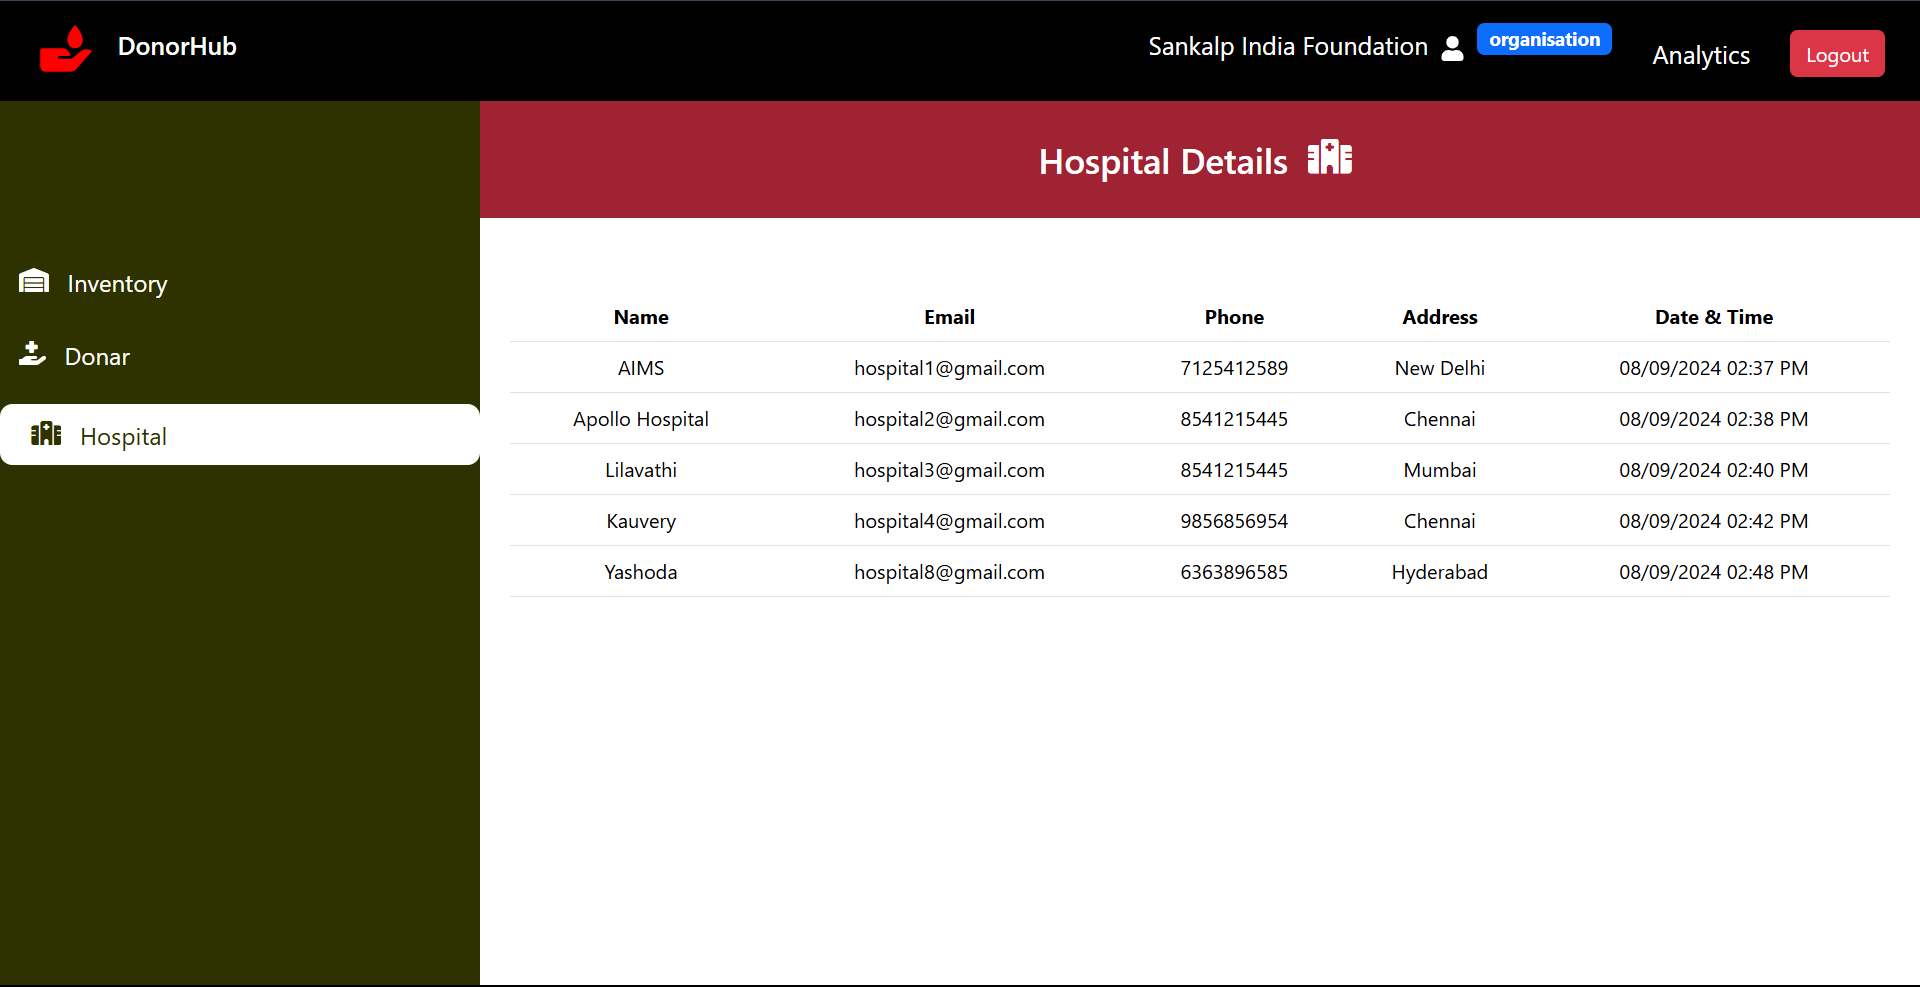 DonorHub
Sankalp India Foundation organisation Analytics Logout
Hospital Details
Inventory
Donar
Hospital
Name Email Phone Address Date & Time
AIMS hospital1@gmail.com 7125412589 New Delhi 08/09/2024 02:37 PM
Apollo Hospital hospital2@gmail.com 8541215445 Chennai 08/09/2024 02:38 PM
Lilavathi hospital3@gmail.com 8541215445 Mumbai 08/09/2024 02:40 PM
Kauvery hospital4@gmail.com 9856856954 Chennai 08/09/2024 02:42 PM
Yashoda hospital8@gmail.com 6363896585 Hyderabad 08/09/2024 02:48 PM